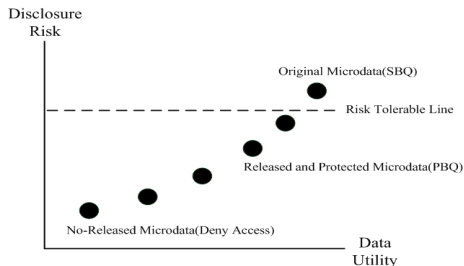 Disclosure
Risk
Original Microdata(SBQ)
Risk Tolerable Line
Released and Protected Microdata(PBQ)
No-Released Microdata(Deny Access)
Data
Utility